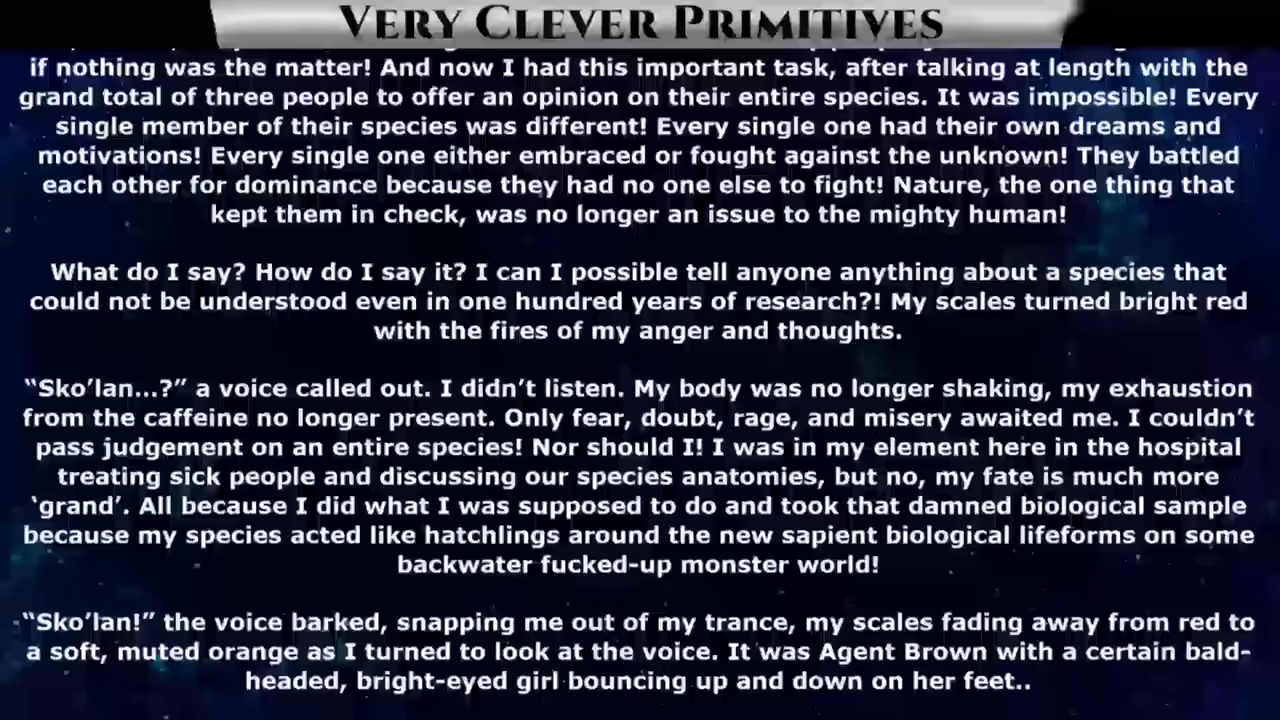 VERY CLEVER PRIMITIVES
if nothing was the matter! And now I had this important task, after talking at length with the
grand total of three people to offer an opinion on their entire species. It was impossible! Every
single member of their species was different! Every single one had their own dreams and
motivations! Every single one either embraced or fought against the unknown! They battled
each other for dominance because they had no one else to fight! Nature, the one thing that
kept them in check, was no longer an issue to the mighty human!
What do I say? How do I say it? I can I possible tell anyone anything about a species that
could not be understood even in one hundred years of research?! My scales turned bright red
with the fires of my anger and thoughts.
“Sko’lan...?” a voice called out. I didn’t listen. My body was no longer shaking, my exhaustion
from the caffeine no longer present. Only fear, doubt, rage, and misery awaited me. I couldn’t
pass judgement on an entire species! Nor should I! I was in my element here in the hospital
treating sick people and discussing our species anatomies, but no, my fate is much more
‘grand’. All because I did what I was supposed to do and took that damned biological sample
because my species acted like hatchlings around the new sapient biological lifeforms on some
backwater fucked-up monster world!
“Sko’lan!” the voice barked, snapping me out of my trance, my scales fading away from red to
a soft, muted orange as I turned to look at the voice. It was Agent Brown with a certain bald-
headed, bright-eyed girl bouncing up and down on her feet..